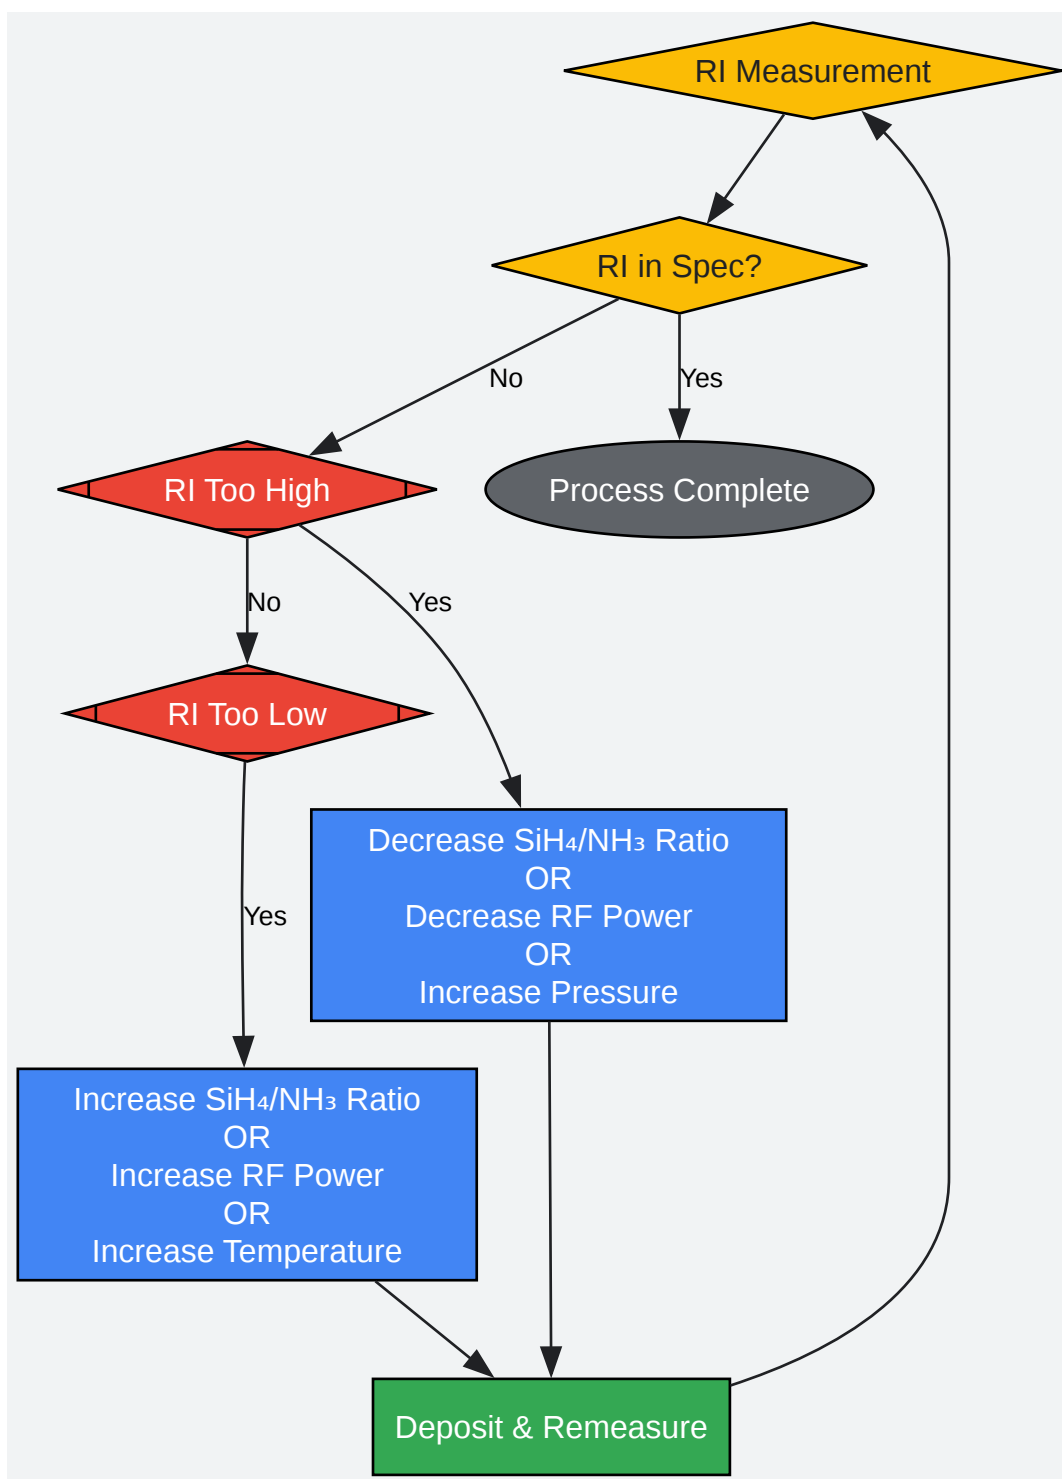 RI Measurement
RI in Spec?
No
Yes
RI Too High
Process Complete
No
Yes
RI Too Low
Decrease SiH₄/NH₃ Ratio
OR
Decrease RF Power
OR
Increase Pressure
Yes
Increase SiH₄/NH₃ Ratio
OR
Increase RF Power
OR
Increase Temperature
Deposit & Remeasure